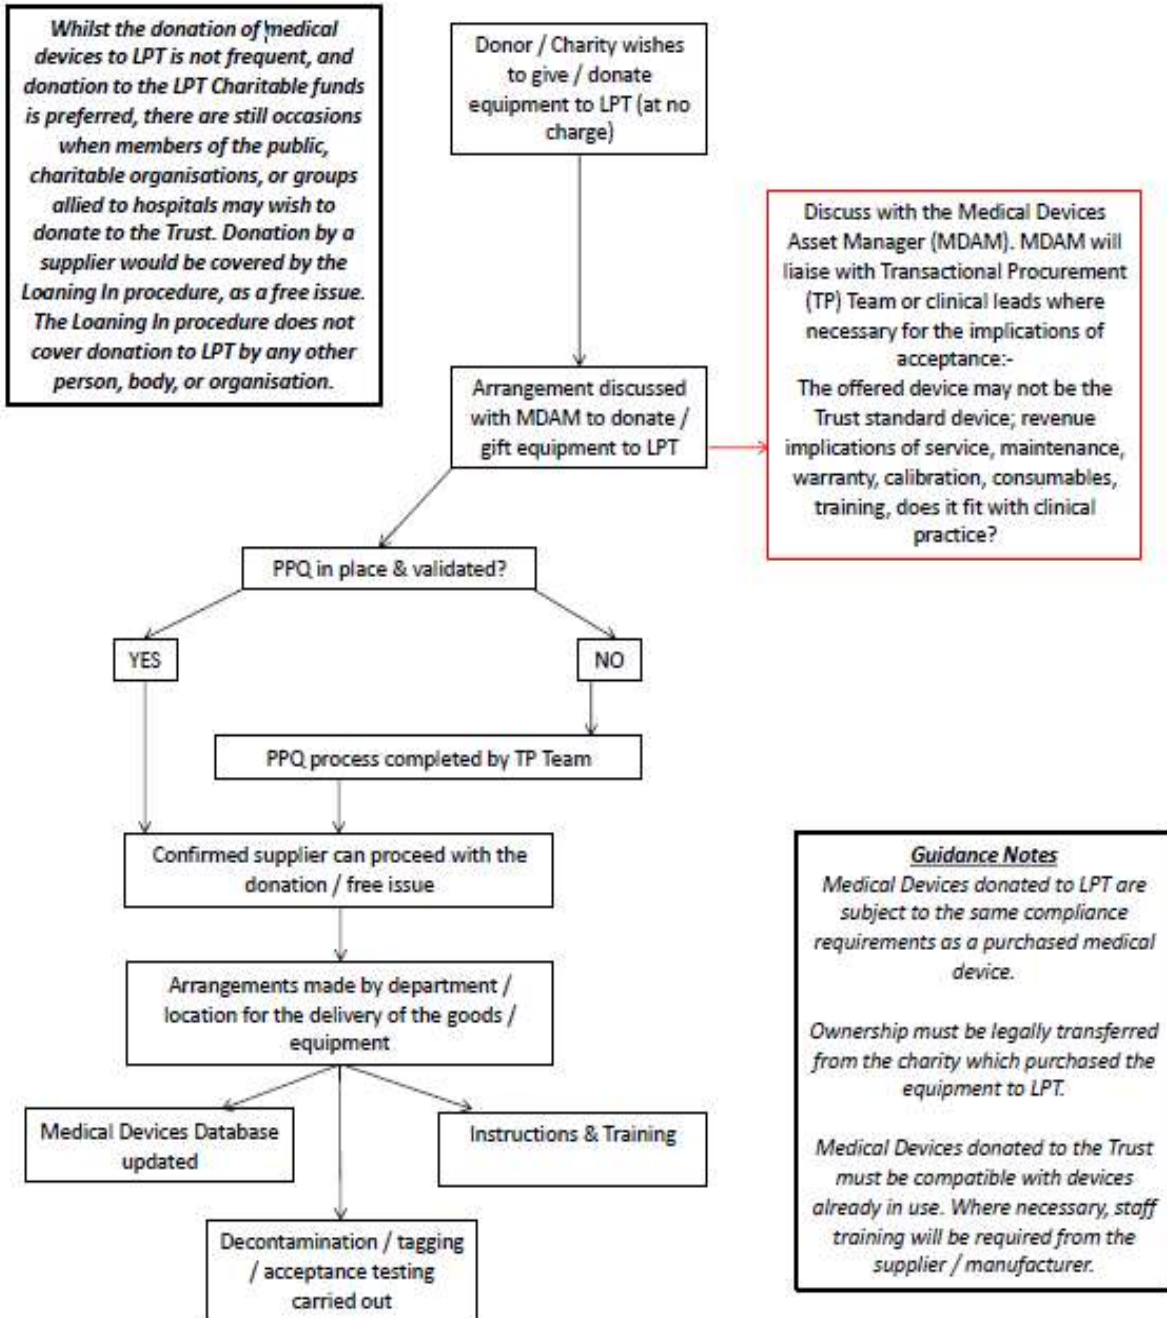 Whilst the donation of medical
devices to LPT is not frequent, and
donation to the LPT Charitable funds
is preferred, there are still occasions
when members of the public,
charitable organisations, or groups
allied to hospitals may wish to
donate to the Trust. Donation by a
supplier would be covered by the
Loaning In procedure, as a free issue.
The Loaning In procedure does not
cover donation to LPT by any other
person, body, or organisation.
Donor / Charity wishes
to give / donate
equipment to LPT (at no
charge)
Discuss with the Medical Devices
Asset Manager (MDAM). MDAM will
liaise with Transactional Procurement
(TP) Team or clinical leads where
necessary for the implications of
acceptance:-
The offered device may not be the
Trust standard device; revenue
implications of service, maintenance,
warranty, calibration, consumables,
training, does it fit with clinical
practice?
Arrangement discussed
with MDAM to donate /
gift equipment to LPT
PPQ in place & validated?
YES
NO
PPQ process completed by TP Team
Confirmed supplier can proceed with the
donation / free issue
Arrangements made by department /
location for the delivery of the goods /
equipment
Medical Devices Database
updated
Instructions & Training
Decontamination / tagging
/ acceptance testing
carried out
Guidance Notes
Medical Devices donated to LPT are
subject to the same compliance
requirements as a purchased medical
device.
Ownership must be legally transferred
from the charity which purchased the
equipment to LPT.
Medical Devices donated to the Trust
must be compatible with devices
already in use. Where necessary, staff
training will be required from the
supplier / manufacturer.